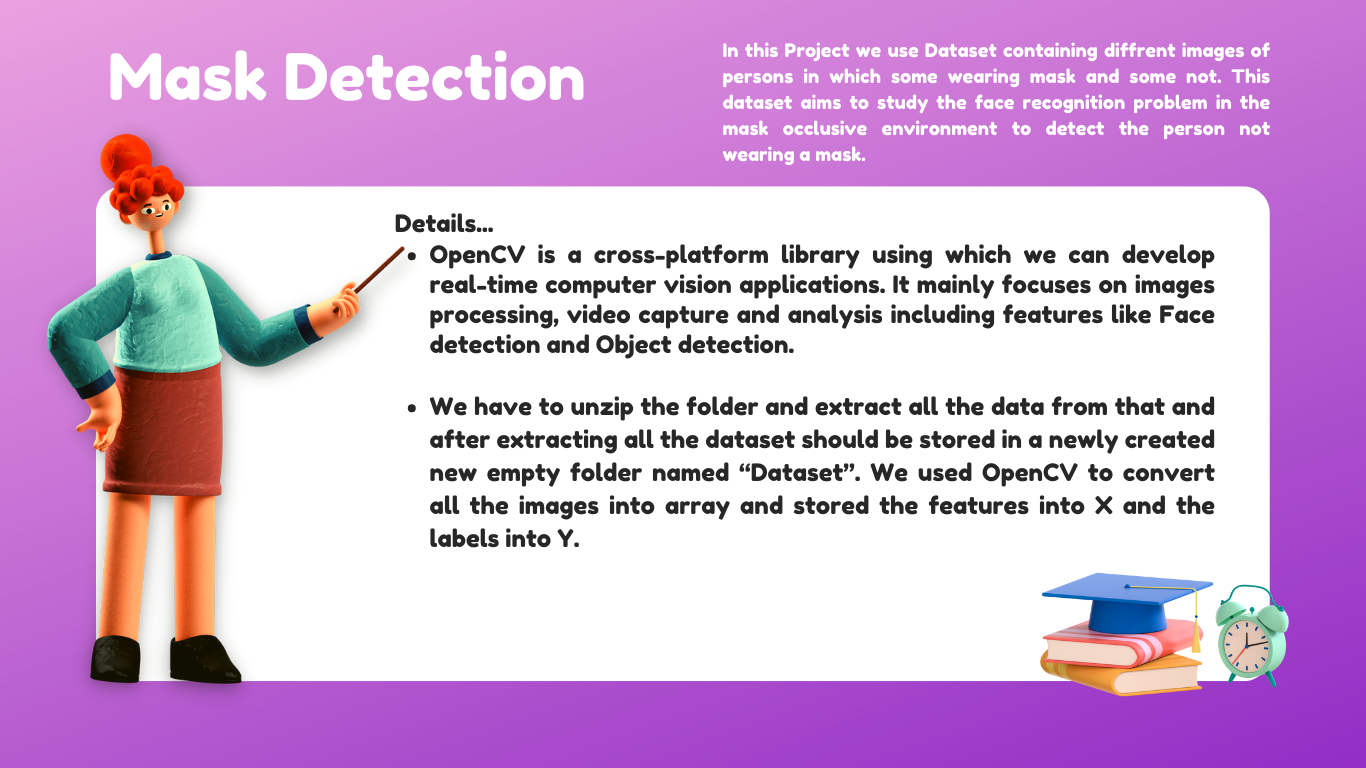 Mask Detection
In this Project we use Dataset containing diffrent images of
persons in which some wearing mask and some not. This
dataset aims to study the face recognition problem in the
mask occlusive environment to detect the person not
wearing a mask.
Details...
• OpenCV is a cross-platform library using which we can develop
real-time computer vision applications. It mainly focuses on images
processing, video capture and analysis including features like Face
detection and Object detection.
• We have to unzip the folder and extract all the data from that and
after extracting all the dataset should be stored in a newly created
new empty folder named “Dataset”. We used OpenCV to convert
all the images into array and stored the features into X and the
labels into Y.